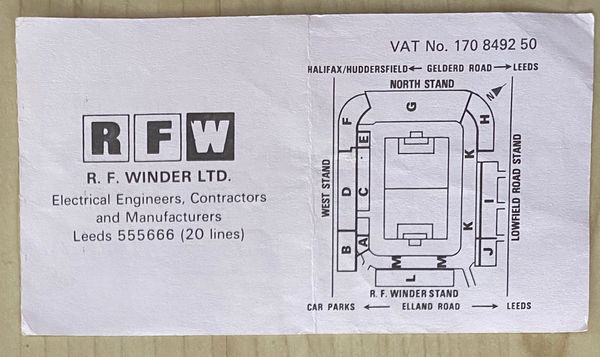 R F W
R. F. WINDER LTD.
Electrical Engineers, Contractors
and Manufacturers
Leeds 555666 (20 lines)
VAT No. 170 8492 50
HALIFAX/HUDDERSFIELD ← GELDERD ROAD → LEEDS
NORTH STAND
N
F
G
H
E
K
WEST STAND
D
C
I
LOWFIELD ROAD STAND
K
B
A
J
M
M
L
R. F. WINDER STAND
CAR PARKS ← ELLAND ROAD → LEEDS